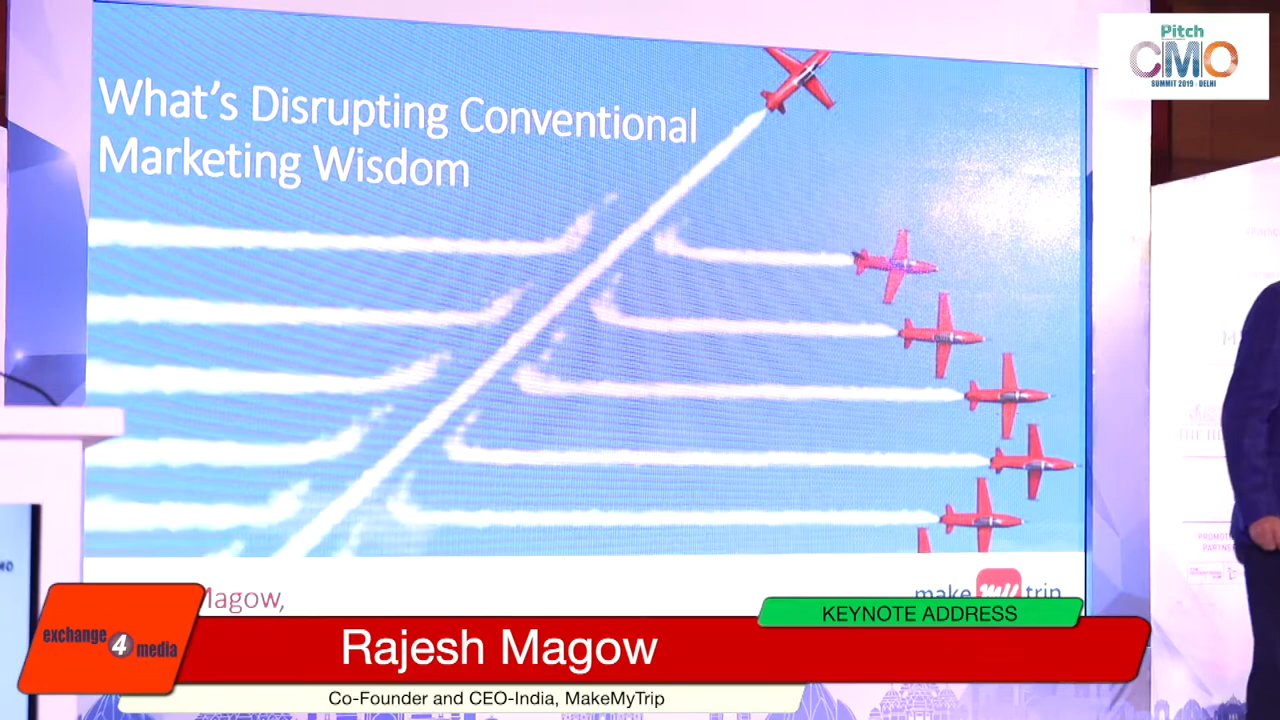 Pitch
CMO
SUMMIT 2019 - DELHI
What's Disrupting Conventional
Marketing Wisdom
Magow,
make my trip
KEYNOTE ADDRESS
exchange
4
media
Rajesh Magow
Co-Founder and CEO-India, MakeMyTrip